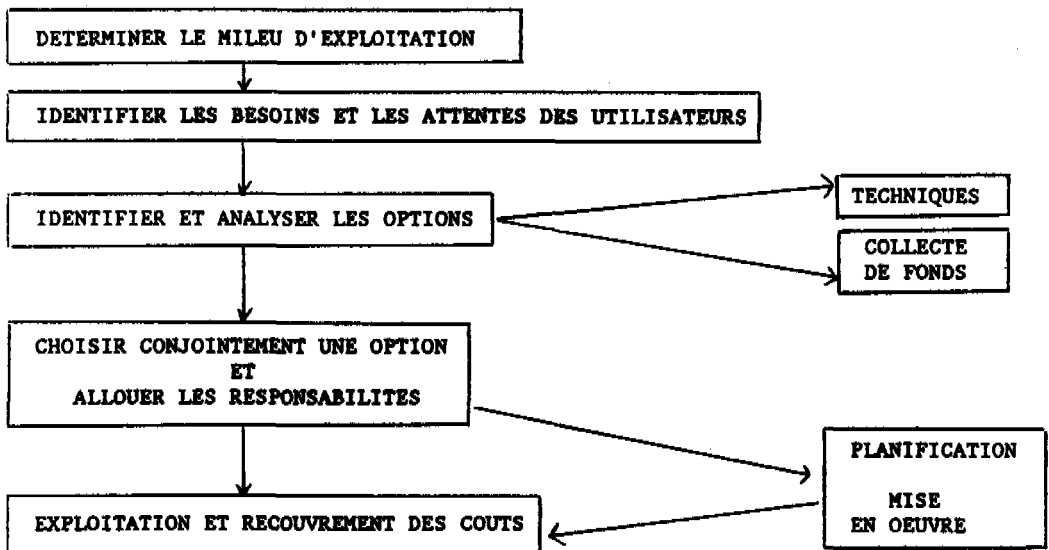 DETERMINER LE MILEU D'EXPLOITATION
IDENTIFIER LES BESOINS ET LES ATTENTES DES UTILISATEURS
IDENTIFIER ET ANALYSER LES OPTIONS
TECHNIQUES
COLLECTE
DE FONDS
CHOISIR CONJOINTEMENT UNE OPTION
ET
ALLOUER LES RESPONSABILITES
PLANIFICATION
MISE
EN OEUVRE
EXPLOITATION ET RECOUVREMENT DES COUTS